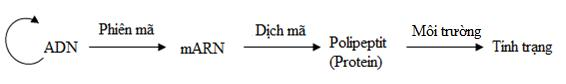 Phiên mã
Dịch mã
Môi trường
ADN
mARN
Polipeptit
(Protein)
Tính trạng